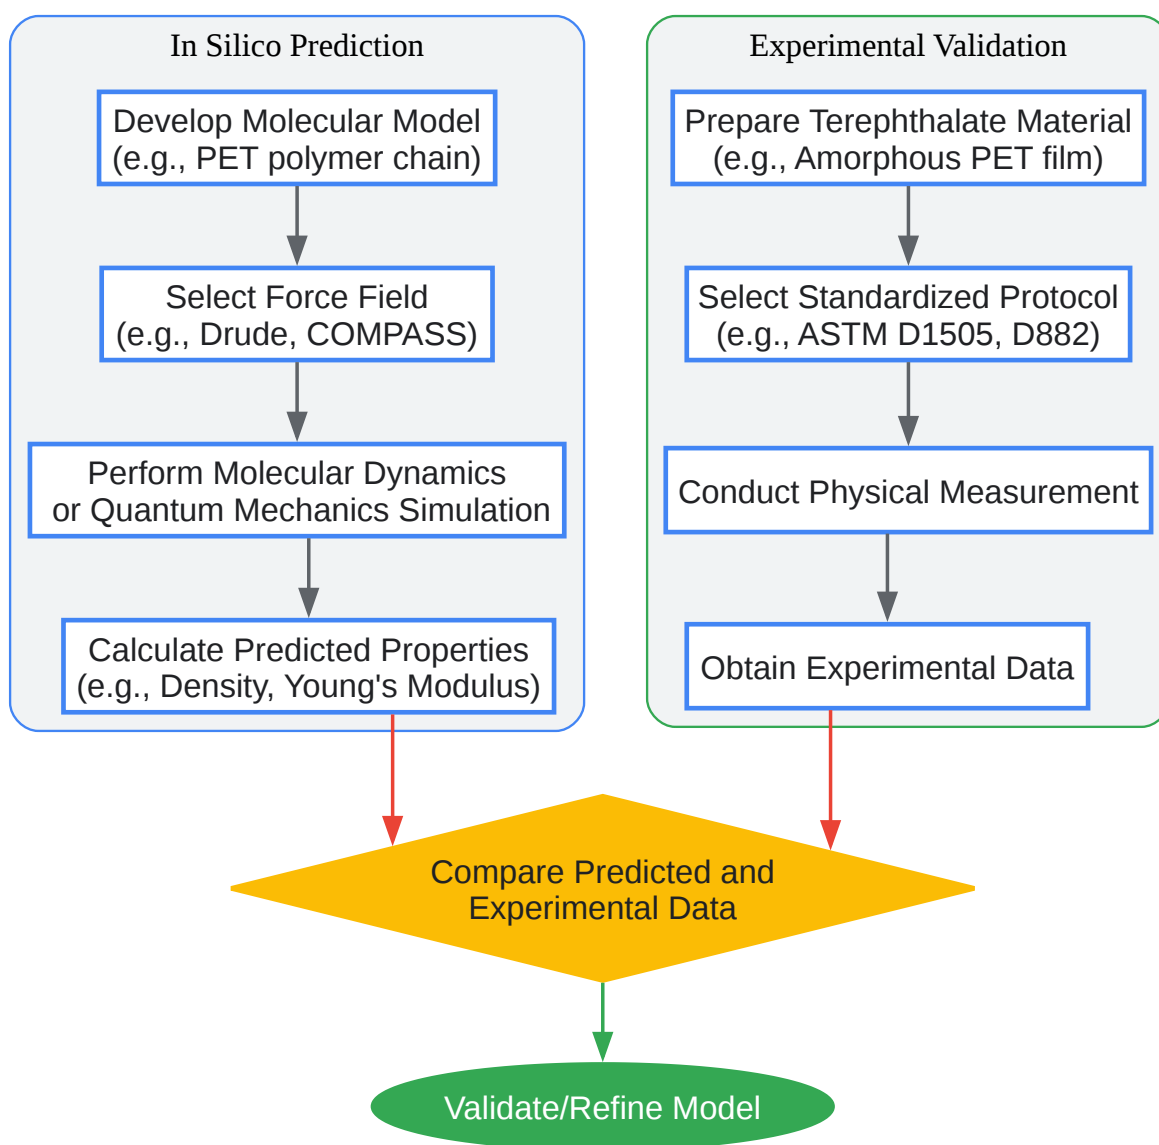 In Silico Prediction
Develop Molecular Model
(e.g., PET polymer chain)
Select Force Field
(e.g., Drude, COMPASS)
Perform Molecular Dynamics
or Quantum Mechanics Simulation
Calculate Predicted Properties
(e.g., Density, Young's Modulus)
Experimental Validation
Prepare Terephthalate Material
(e.g., Amorphous PET film)
Select Standardized Protocol
(e.g., ASTM D1505, D882)
Conduct Physical Measurement
Obtain Experimental Data
Compare Predicted and
Experimental Data
Validate/Refine Model